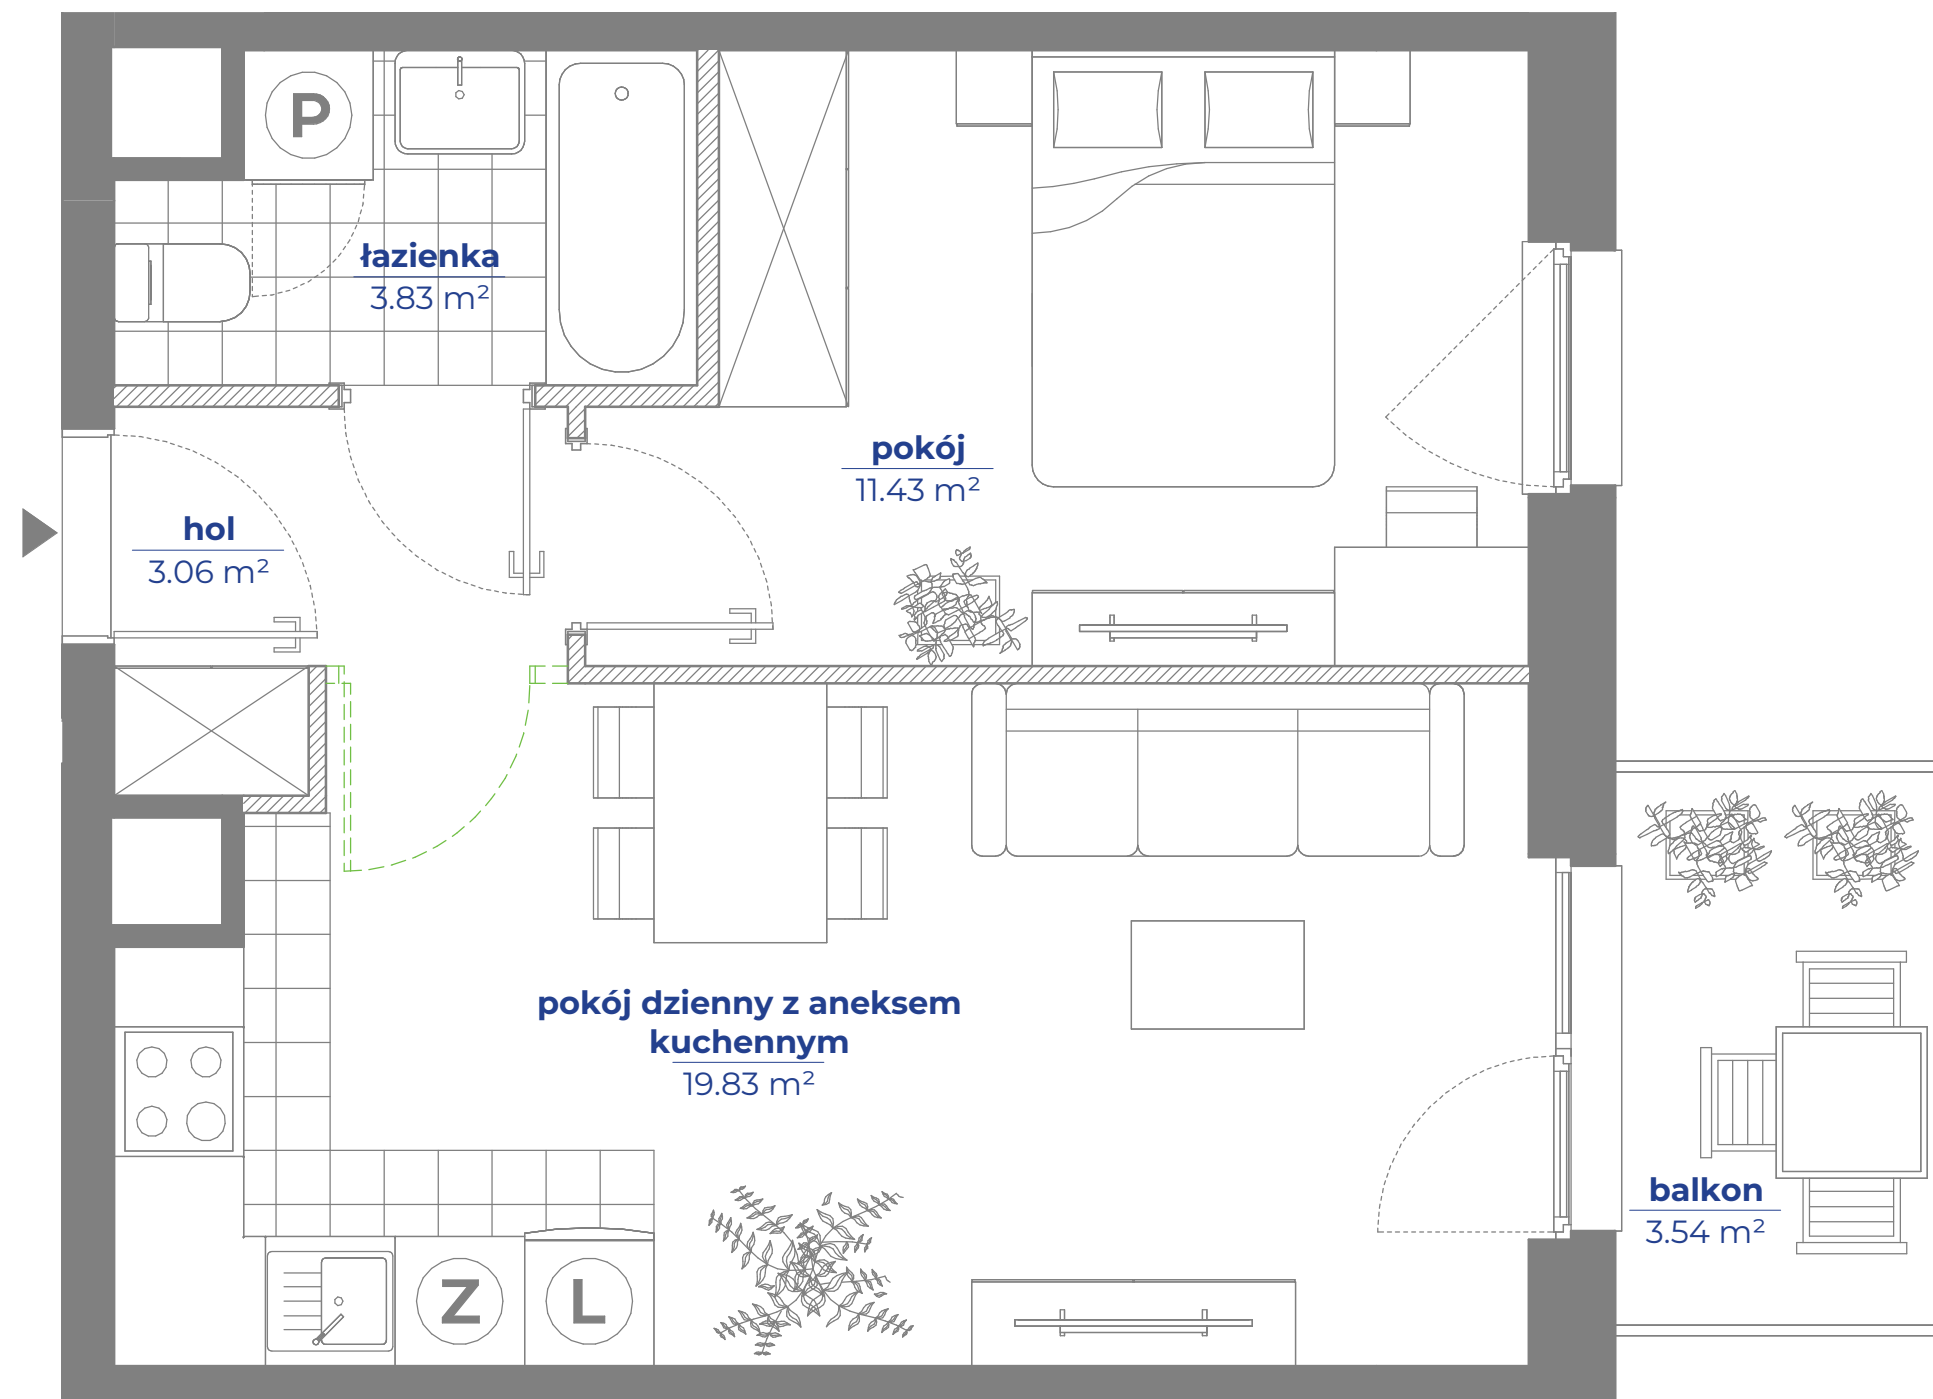 P
łazienka
3.83 m²
pokój
11.43 m²
hol
3.06 m²
pokój dzienny z aneksem
kuchennym
19.83 m²
balkon
3.54 m²
Z
L